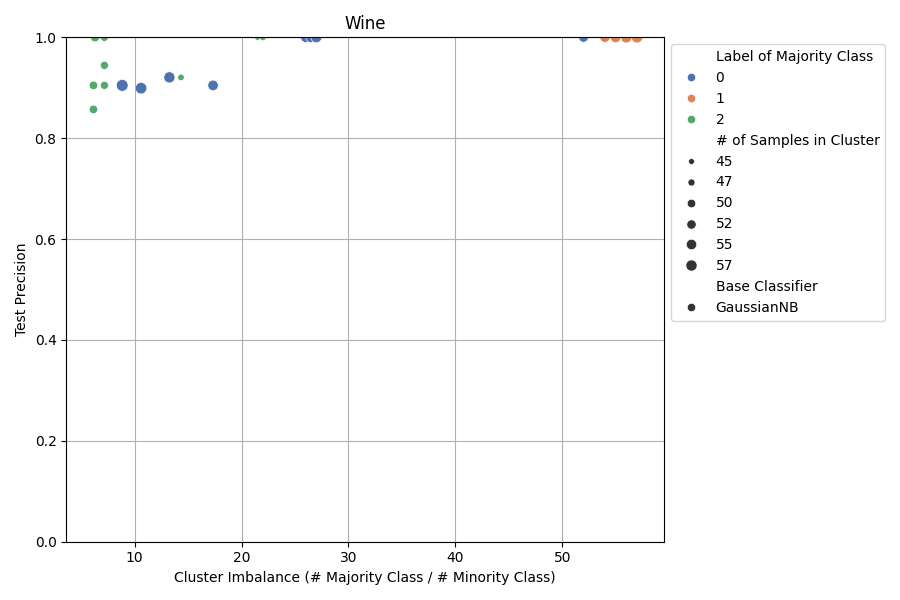 Wine
1.0
0.8
0.6
0.4
0.2
0.0
Test Precision
10
20
30
40
50
Cluster Imbalance (# Majority Class / # Minority Class)
Label of Majority Class
0
1
2
# of Samples in Cluster
45
47
50
52
55
57
Base Classifier
GaussianNB